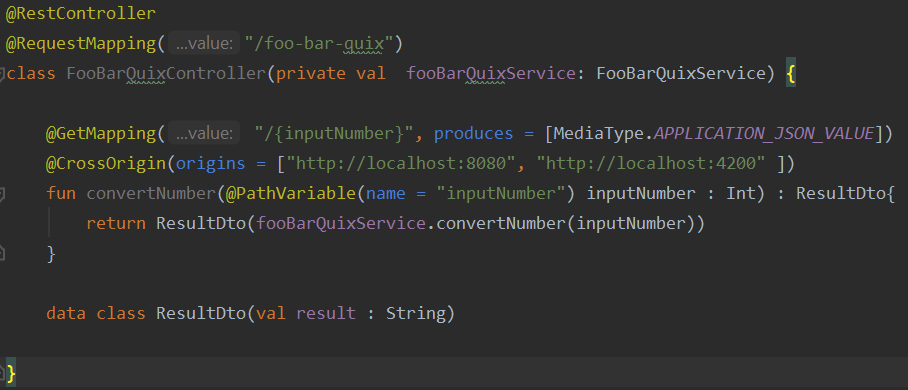 @RestController
@RequestMapping( ...value: "/foo-bar-quix")
class FooBarQuixController(private val  fooBarQuixService: FooBarQuixService) {
@GetMapping( ...value:  "/{inputNumber}", produces = [MediaType.APPLICATION_JSON_VALUE])
@CrossOrigin(origins = ["http://localhost:8080", "http://localhost:4200" ])
fun convertNumber(@PathVariable(name = "inputNumber") inputNumber : Int) : ResultDto{
return ResultDto(fooBarQuixService.convertNumber(inputNumber))
}
data class ResultDto(val result : String)
}